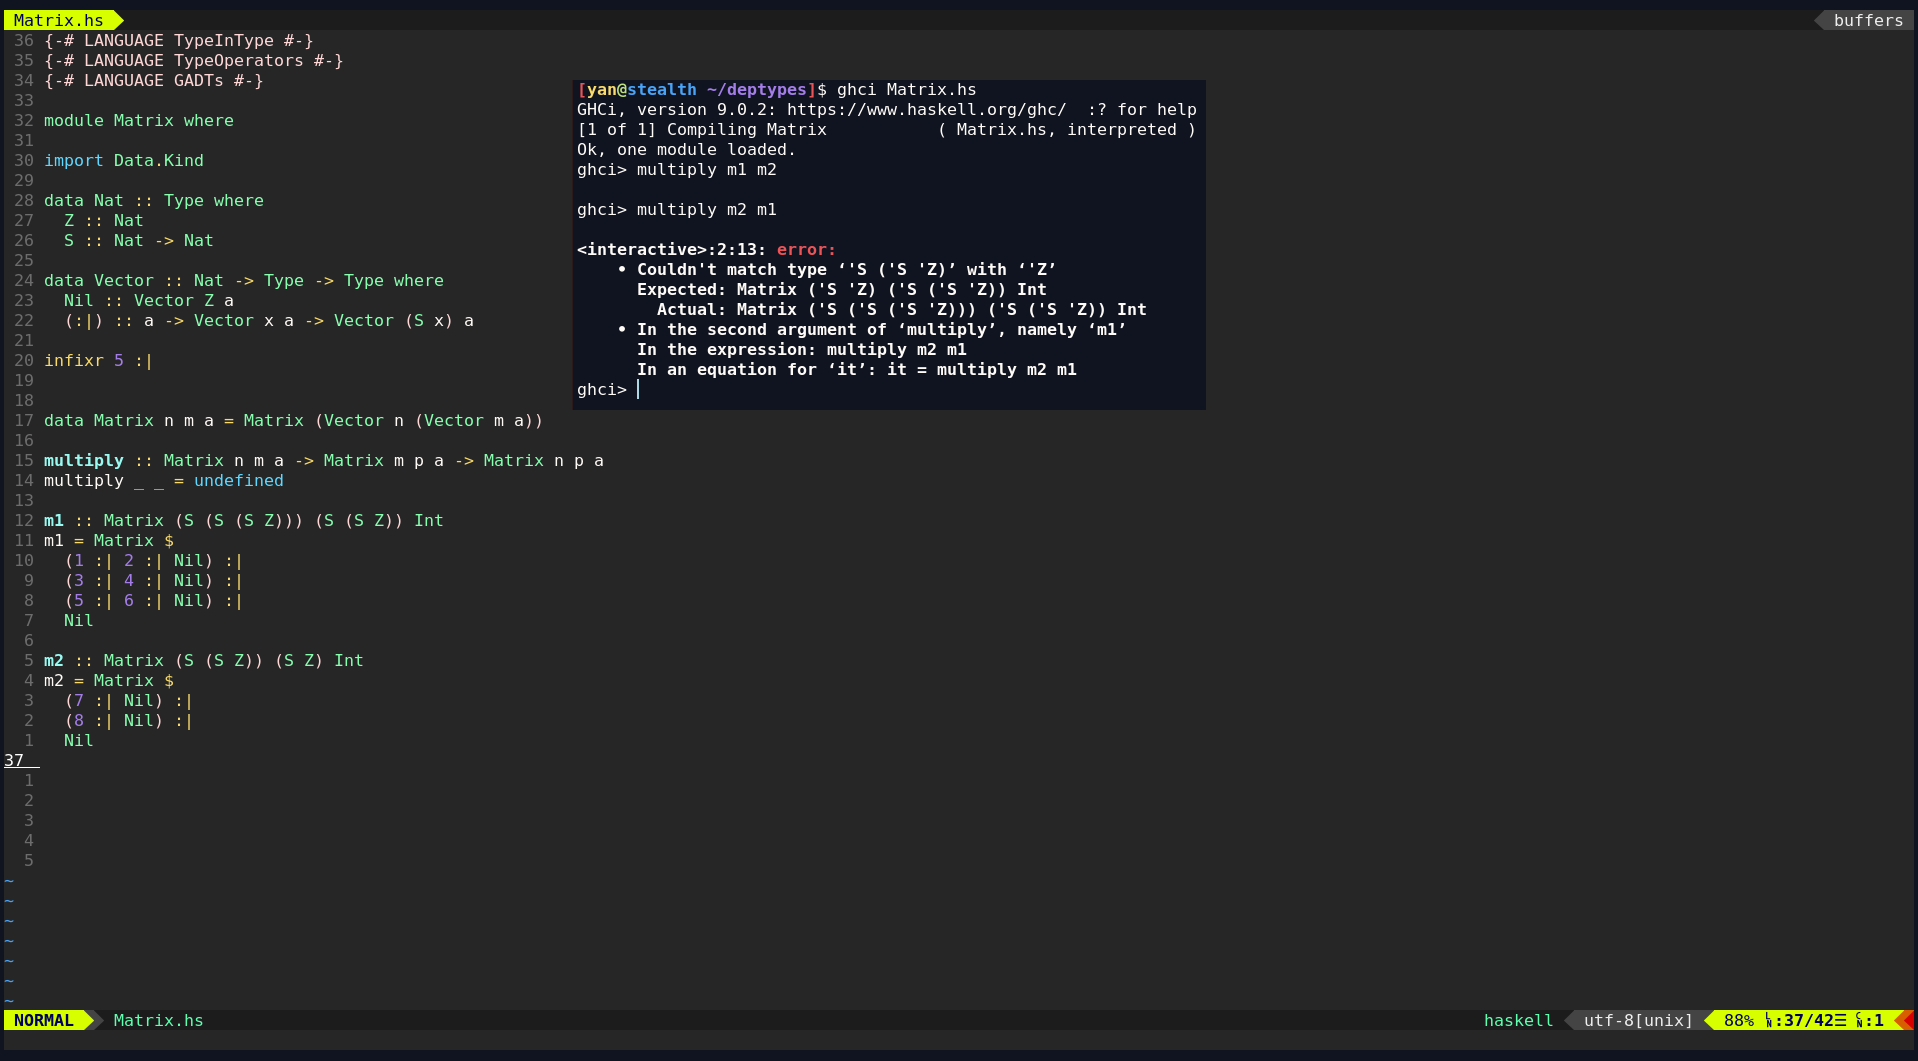 Matrix.hs buffers
36 {-# LANGUAGE TypeInType #-}
35 {-# LANGUAGE TypeOperators #-}
34 {-# LANGUAGE GADTs #-}
33
32 module Matrix where
31
30 import Data.Kind
29
28 data Nat :: Type where
27   Z :: Nat
26   S :: Nat -> Nat
25
24 data Vector :: Nat -> Type -> Type where
23   Nil :: Vector Z a
22   (:|) :: a -> Vector x a -> Vector (S x) a
21
20 infixr 5 :|
19
18
17 data Matrix n m a = Matrix (Vector n (Vector m a))
16
15 multiply :: Matrix n m a -> Matrix m p a -> Matrix n p a
14 multiply _ _ = undefined
13
12 m1 :: Matrix (S (S (S Z))) (S (S Z)) Int
11 m1 = Matrix $
10   (1 :| 2 :| Nil) :|
9   (3 :| 4 :| Nil) :|
8   (5 :| 6 :| Nil) :|
7   Nil
6
5 m2 :: Matrix (S (S Z)) (S Z) Int
4 m2 = Matrix $
3   (7 :| Nil) :|
2   (8 :| Nil) :|
1   Nil
37
1
2
3
4
5
~
~
~
~
~
~
~
[yan@stealth ~/deptypes]$ ghci Matrix.hs
GHCi, version 9.0.2: https://www.haskell.org/ghc/  :? for help
[1 of 1] Compiling Matrix           ( Matrix.hs, interpreted )
Ok, one module loaded.
ghci> multiply m1 m2
ghci> multiply m2 m1
<interactive>:2:13: error:
    • Couldn't match type ‘'S ('S 'Z)’ with ‘'Z’
      Expected: Matrix ('S 'Z) ('S ('S 'Z)) Int
        Actual: Matrix ('S ('S ('S 'Z))) ('S ('S 'Z)) Int
    • In the second argument of ‘multiply’, namely ‘m1’
      In the expression: multiply m2 m1
      In an equation for ‘it’: it = multiply m2 m1
ghci>
NORMAL Matrix.hs haskell utf-8[unix] 88% LN:37/42☰ CN:1